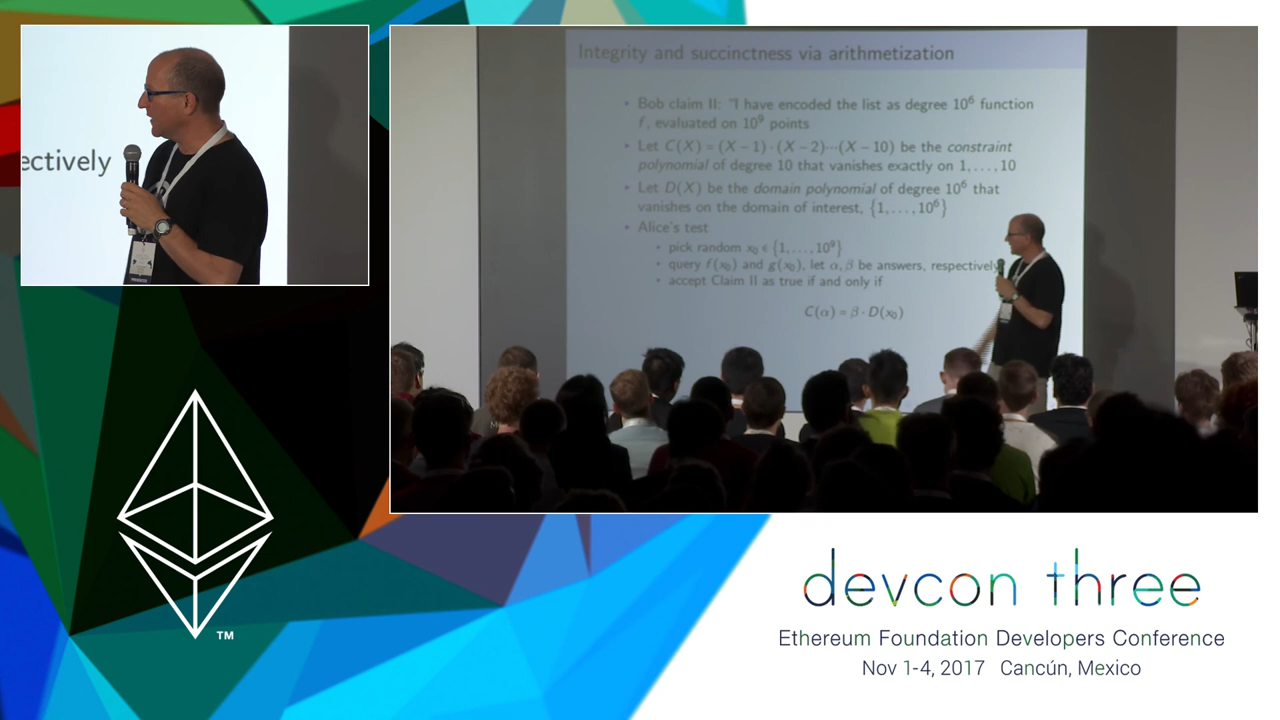 ectively
Integrity and succinctness via arithmetization
• Bob claim II: "I have encoded the list as degree 10⁶ function
f, evaluated on 10⁹ points
• Let C(X) = (X − 1) · (X − 2)···(X − 10) be the constraint
polynomial of degree 10 that vanishes exactly on 1, . . . , 10
• Let D(X) be the domain polynomial of degree 10⁶ that
vanishes on the domain of interest, {1, . . . , 10⁶}
• Alice's test
• pick random x₀ ∈ {1, . . . , 10⁹}
• query f(x₀) and g(x₀), let α, β be answers, respectively
• accept Claim II as true if and only if
C(α) = β · D(x₀)
TM
devcon three
Ethereum Foundation Developers Conference
Nov 1-4, 2017 Cancún, Mexico